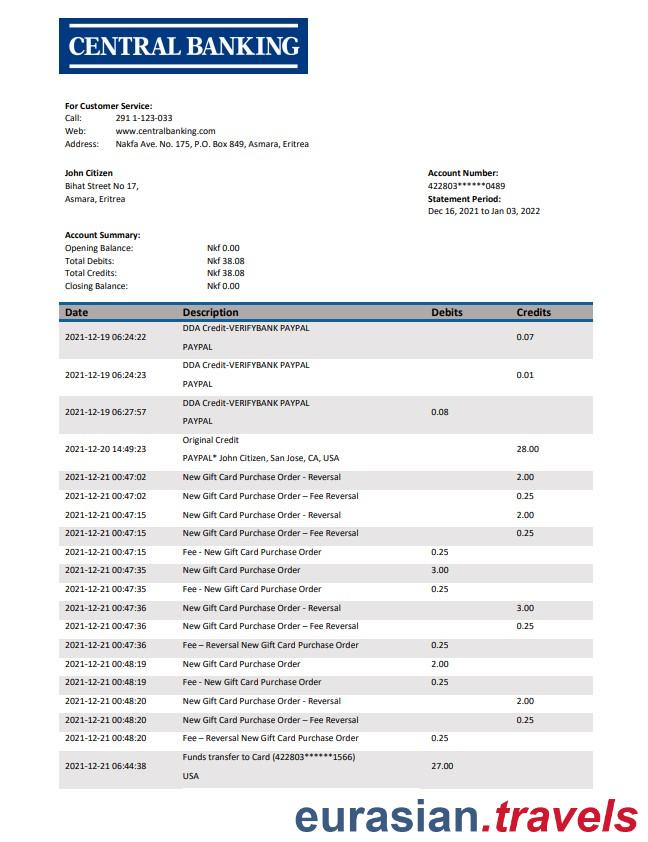 CENTRAL BANKING
For Customer Service:
Call: 291 1-123-033
Web: www.centralbanking.com
Address: Nakfa Ave. No. 175, P.O. Box 849, Asmara, Eritrea
John Citizen
Bihat Street No 17,
Asmara, Eritrea
Account Number:
422803******0489
Statement Period:
Dec 16, 2021 to Jan 03, 2022
Account Summary:
Opening Balance: Nkf 0.00
Total Debits: Nkf 38.08
Total Credits: Nkf 38.08
Closing Balance: Nkf 0.00
Date Description Debits Credits
2021-12-19 06:24:22 DDA Credit-VERIFYBANK PAYPAL 0.07
PAYPAL
2021-12-19 06:24:23 DDA Credit-VERIFYBANK PAYPAL 0.01
PAYPAL
2021-12-19 06:27:57 DDA Credit-VERIFYBANK PAYPAL 0.08
PAYPAL
2021-12-20 14:49:23 Original Credit 28.00
PAYPAL* John Citizen, San Jose, CA, USA
2021-12-21 00:47:02 New Gift Card Purchase Order - Reversal 2.00
2021-12-21 00:47:02 New Gift Card Purchase Order – Fee Reversal 0.25
2021-12-21 00:47:15 New Gift Card Purchase Order - Reversal 2.00
2021-12-21 00:47:15 New Gift Card Purchase Order – Fee Reversal 0.25
2021-12-21 00:47:15 Fee - New Gift Card Purchase Order 0.25
2021-12-21 00:47:35 New Gift Card Purchase Order 3.00
2021-12-21 00:47:35 Fee - New Gift Card Purchase Order 0.25
2021-12-21 00:47:36 New Gift Card Purchase Order - Reversal 3.00
2021-12-21 00:47:36 New Gift Card Purchase Order – Fee Reversal 0.25
2021-12-21 00:47:36 Fee – Reversal New Gift Card Purchase Order 0.25
2021-12-21 00:48:19 New Gift Card Purchase Order 2.00
2021-12-21 00:48:19 Fee - New Gift Card Purchase Order 0.25
2021-12-21 00:48:20 New Gift Card Purchase Order - Reversal 2.00
2021-12-21 00:48:20 New Gift Card Purchase Order – Fee Reversal 0.25
2021-12-21 00:48:20 Fee – Reversal New Gift Card Purchase Order 0.25
2021-12-21 06:44:38 Funds transfer to Card (422803******1566) 27.00
USA
eurasian.travels